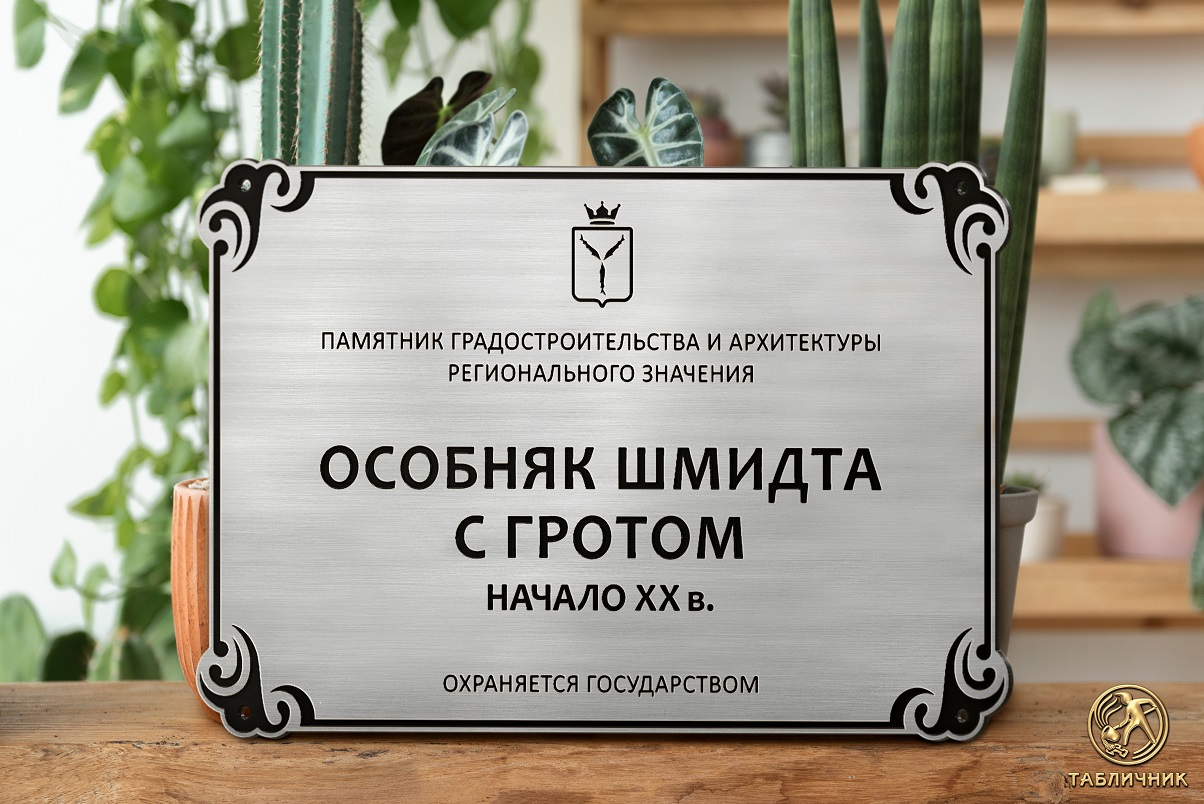 ПАМЯТНИК ГРАДОСТРОИТЕЛЬСТВА И АРХИТЕКТУРЫ
РЕГИОНАЛЬНОГО ЗНАЧЕНИЯ
ОСОБНЯК ШМИДТА
С ГРОТОМ
НАЧАЛО XX в.
ОХРАНЯЕТСЯ ГОСУДАРСТВОМ
ТАБЛИЧНИК